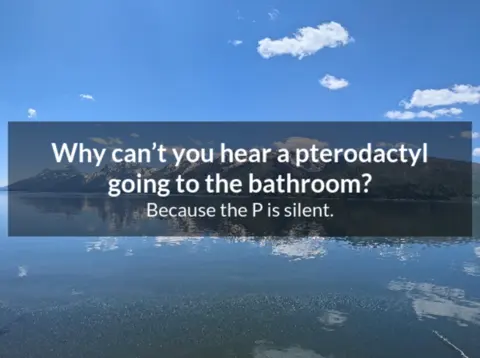 Why can’t you hear a pterodactyl
going to the bathroom?
Because the P is silent.